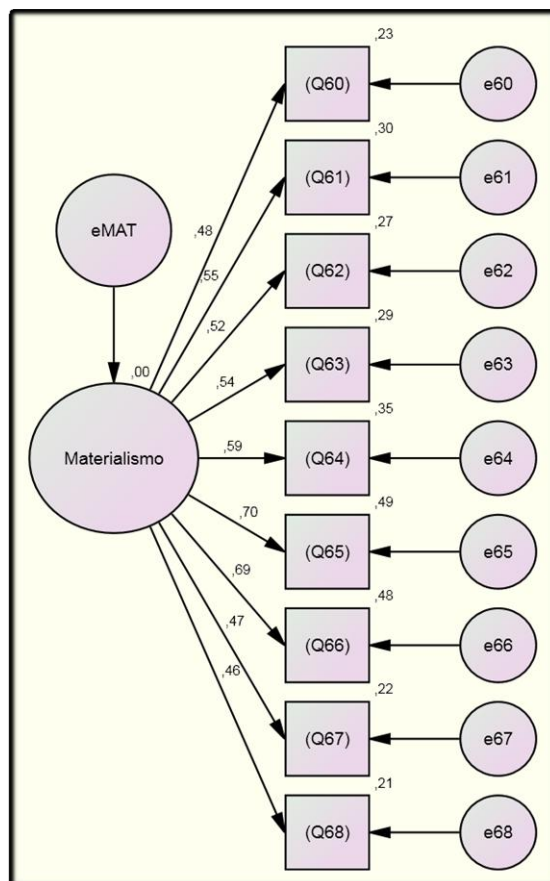 ,23
(Q60)
e60
,30
(Q61)
e61
eMAT
,48
,27
,55
(Q62)
e62
,52
,29
,00
,54
(Q63)
e63
,35
Materialismo
,59
(Q64)
e64
,49
,70
(Q65)
e65
,69
,48
,47
(Q66)
e66
,46
,22
(Q67)
e67
,21
(Q68)
e68